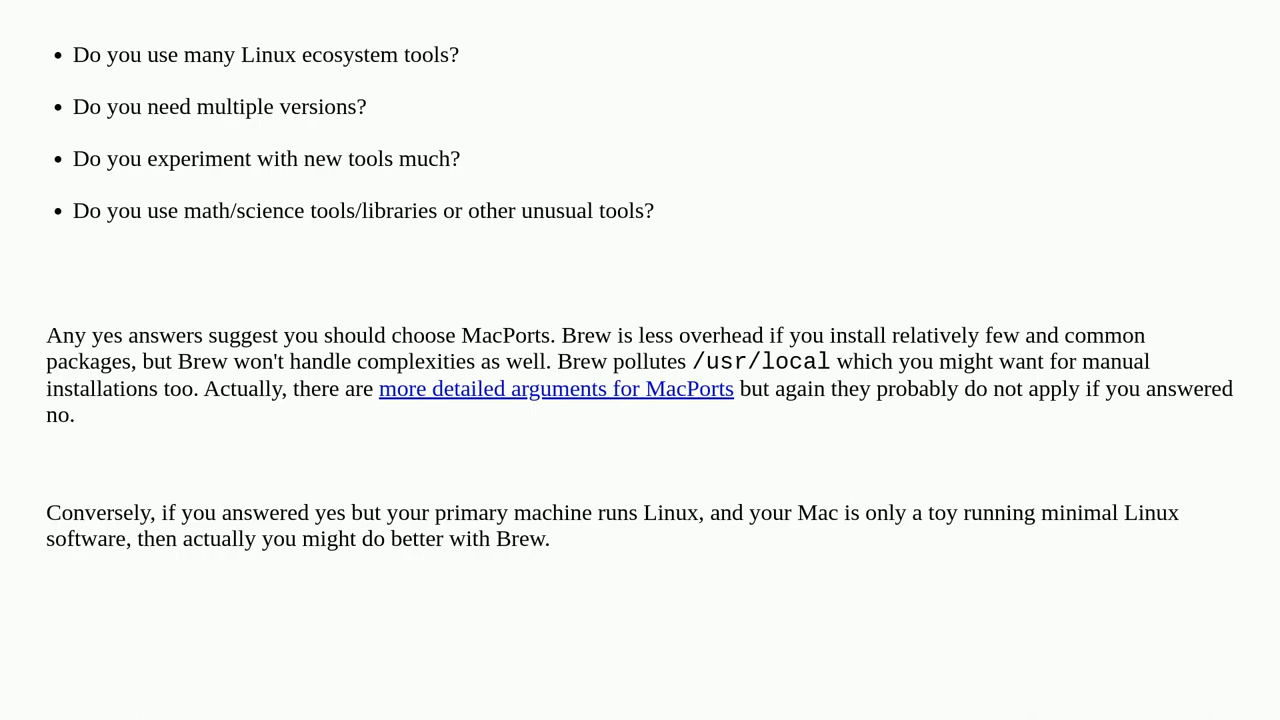 • Do you use many Linux ecosystem tools?
• Do you need multiple versions?
• Do you experiment with new tools much?
• Do you use math/science tools/libraries or other unusual tools?
Any yes answers suggest you should choose MacPorts. Brew is less overhead if you install relatively few and common
packages, but Brew won't handle complexities as well. Brew pollutes /usr/local which you might want for manual
installations too. Actually, there are more detailed arguments for MacPorts but again they probably do not apply if you answered
no.
Conversely, if you answered yes but your primary machine runs Linux, and your Mac is only a toy running minimal Linux
software, then actually you might do better with Brew.